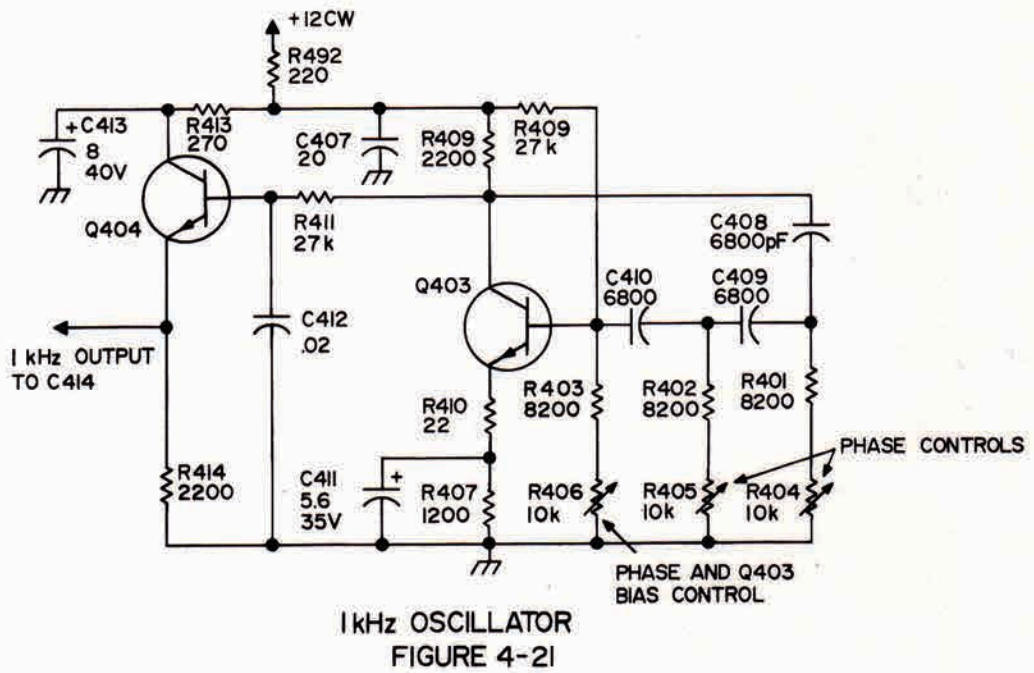 +12CW
R492
220
+ C413
8
40V
R413
270
C407
20
R409
2200
R409
27k
Q404
R411
27k
C408
6800pF
Q403
C410
6800
C409
6800
C412
.02
1 kHz OUTPUT
TO C414
R403
8200
R402
8200
R401
8200
R410
22
PHASE CONTROLS
R414
2200
C411
5.6
35V
+
R407
1200
R406
10k
R405
10k
R404
10k
PHASE AND Q403
BIAS CONTROL
1kHz OSCILLATOR
FIGURE 4-21